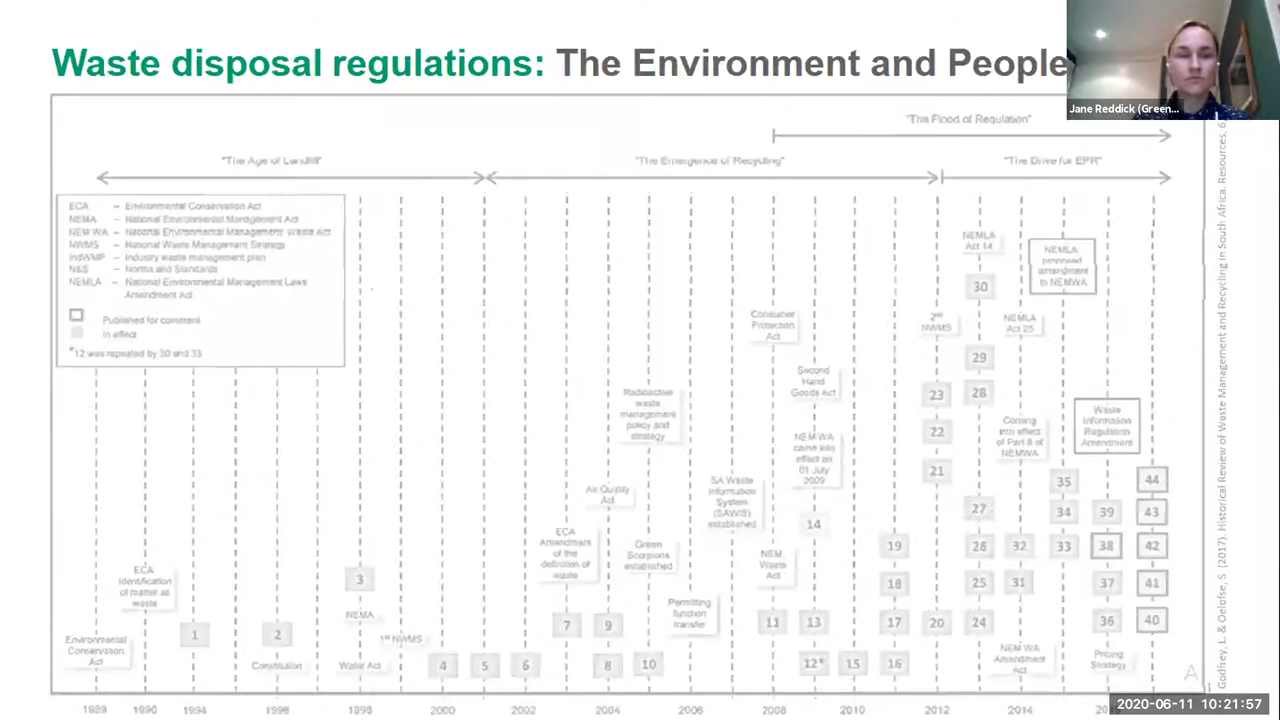 Waste disposal regulations: The Environment and People
Jane Reddick (Green...
"The Flood of Regulation"
"The Age of Landfill"
"The Emergence of Recycling"
"The Drive for EPR"
ECA – Environmental Conservation Act
NEMA – National Environmental Management Act
NEM WA – National Environmental Management: Waste Act
NWMS – National Waste Management Strategy
IndWMP – Industry waste management plan
N&S – Norms and Standards
NEMLA – National Environmental Management Laws
Amendment Act
Published for comment
In effect
*12 was repealed by 30 and 33
NEMLA
Act 14
NEMLA
proposed
amendment
to NEMWA
30
Consumer
Protection
Act
2nd
NWMS
NEMLA
Act 25
29
Second
Hand
Goods Act
23
28
Radioactive
waste
management
policy and
strategy
Waste
Information
Regulation
Amendment
22
Coming
into effect
of Part 8 of
NEMWA
NEM WA
came into
effect on
01 July
2009
21
35
44
Air Quality
Act
SA Waste
Information
System
(SAWIS)
established
27
34
39
43
14
ECA
Amendment
of the
definition of
waste
Green
Scorpions
established
19
26
32
33
38
42
NEM
Waste
Act
ECA
Identification
of matter as
waste
3
18
25
31
37
41
NEMA
Permitting
function
transfer
1
2
7
9
11
13
17
20
24
36
40
Environmental
Conservation
Act
1st NWMS
Constitution
Water Act
4
5
6
8
10
12*
15
16
NEM WA
Amendment
Act
Pricing
Strategy
A
1989
1990
1994
1996
1998
2000
2002
2004
2006
2008
2010
2012
2014
2020-06-11 10:21:57
Godfrey, L. & Oelofse, S. (2017). Historical Review of Waste Management and Recycling in South Africa. Resources, 6,